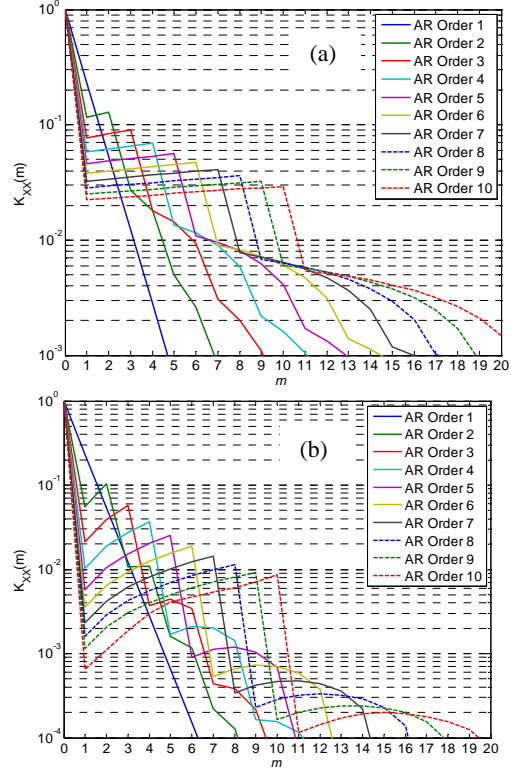 10^0
10^-1
10^-2
10^-3
K_XX(m)
(a)
AR Order 1
AR Order 2
AR Order 3
AR Order 4
AR Order 5
AR Order 6
AR Order 7
AR Order 8
AR Order 9
AR Order 10
0 1 2 3 4 5 6 7 8 9 10 11 12 13 14 15 16 17 18 19 20
m
10^0
10^-1
10^-2
10^-3
10^-4
K_XX(m)
(b)
AR Order 1
AR Order 2
AR Order 3
AR Order 4
AR Order 5
AR Order 6
AR Order 7
AR Order 8
AR Order 9
AR Order 10
0 1 2 3 4 5 6 7 8 9 10 11 12 13 14 15 16 17 18 19 20
m